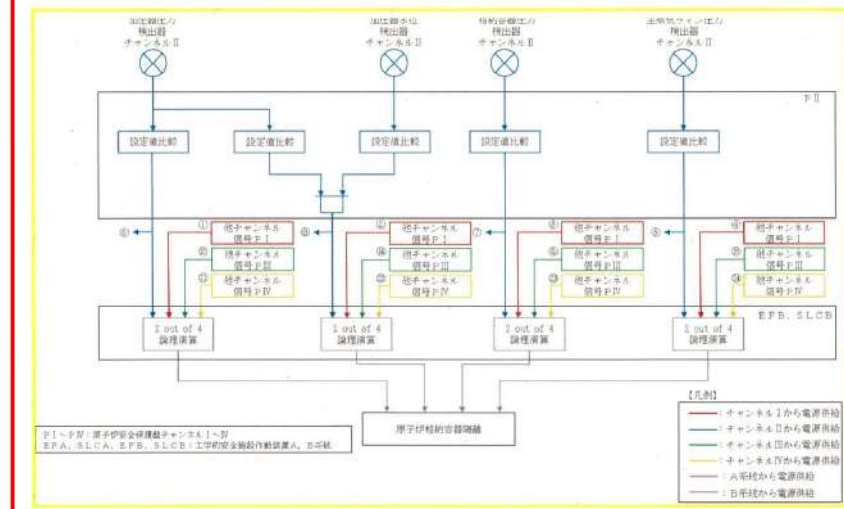 加圧器圧力
検出器
チャンネルⅡ
加圧器水位
検出器
チャンネルⅡ
格納容器圧力
検出器
チャンネルⅡ
主蒸気ライン圧力
検出器
チャンネルⅡ
PⅡ
設定値比較
設定値比較
設定値比較
設定値比較
設定値比較
他チャンネル
信号PⅠ
他チャンネル
信号PⅢ
他チャンネル
信号PⅣ
他チャンネル
信号PⅠ
他チャンネル
信号PⅢ
他チャンネル
信号PⅣ
他チャンネル
信号PⅠ
他チャンネル
信号PⅢ
他チャンネル
信号PⅣ
他チャンネル
信号PⅠ
他チャンネル
信号PⅢ
他チャンネル
信号PⅣ
EFB、SLCB
2 out of 4
論理演算
2 out of 4
論理演算
2 out of 4
論理演算
2 out of 4
論理演算
原子炉格納容器隔離
PⅠ～PⅣ:原子炉安全保護盤チャンネルⅠ～Ⅳ
EFA、SLCA、EFB、SLCB:工学的安全施設作動装置A、B系統
【凡例】
:チャンネルⅠから電源供給
:チャンネルⅡから電源供給
:チャンネルⅢから電源供給
:チャンネルⅣから電源供給
:A系統から電源供給
:B系統から電源供給